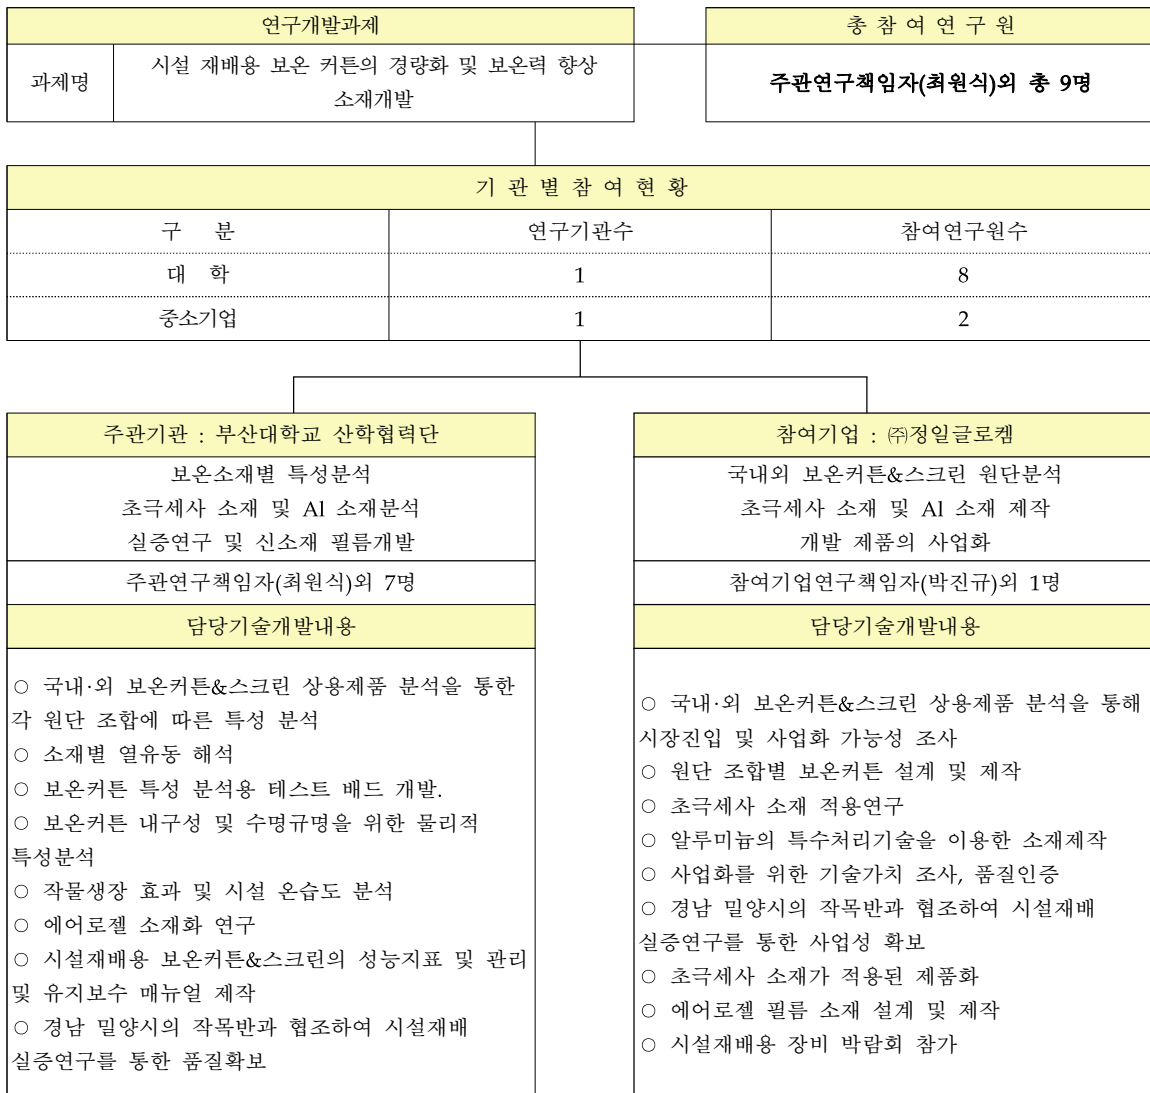 연구개발과제
총 참 여 연 구 원
과제명
시설 재배용 보온 커튼의 경량화 및 보온력 향상
소재개발
주관연구책임자(최원식)외 총 9명
기 관 별 참 여 현 황
구 분 연구기관수 참여연구원수
대 학 1 8
중소기업 1 2
주관기관 : 부산대학교 산학협력단
보온소재별 특성분석
초극세사 소재 및 Al 소재분석
실증연구 및 신소재 필름개발
주관연구책임자(최원식)외 7명
담당기술개발내용
○ 국내·외 보온커튼&스크린 상용제품 분석을 통한
각 원단 조합에 따른 특성 분석
○ 소재별 열유동 해석
○ 보온커튼 특성 분석용 테스트 배드 개발.
○ 보온커튼 내구성 및 수명규명을 위한 물리적
특성분석
○ 작물생장 효과 및 시설 온습도 분석
○ 에어로젤 소재화 연구
○ 시설재배용 보온커튼&스크린의 성능지표 및 관리
및 유지보수 매뉴얼 제작
○ 경남 밀양시의 작목반과 협조하여 시설재배
실증연구를 통한 품질확보
참여기업 : ㈜정일글로켐
국내외 보온커튼&스크린 원단분석
초극세사 소재 및 Al 소재 제작
개발 제품의 사업화
참여기업연구책임자(박진규)외 1명
담당기술개발내용
○ 국내·외 보온커튼&스크린 상용제품 분석을 통해
시장진입 및 사업화 가능성 조사
○ 원단 조합별 보온커튼 설계 및 제작
○ 초극세사 소재 적용연구
○ 알루미늄의 특수처리기술을 이용한 소재제작
○ 사업화를 위한 기술가치 조사, 품질인증
○ 경남 밀양시의 작목반과 협조하여 시설재배
실증연구를 통한 사업성 확보
○ 초극세사 소재가 적용된 제품화
○ 에어로젤 필름 소재 설계 및 제작
○ 시설재배용 장비 박람회 참가